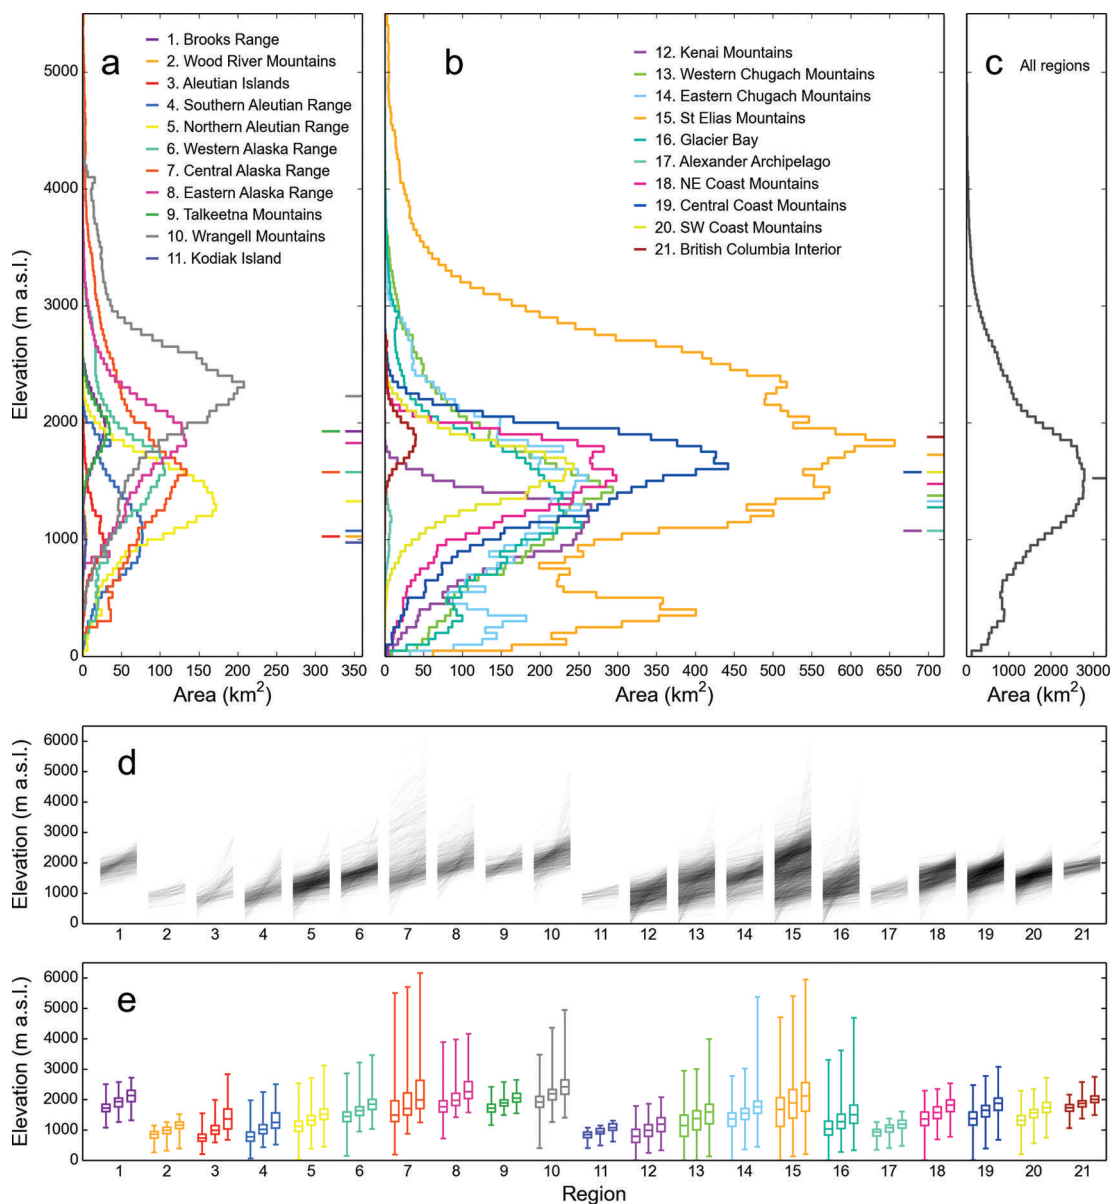 a
1. Brooks Range
2. Wood River Mountains
3. Aleutian Islands
4. Southern Aleutian Range
5. Northern Aleutian Range
6. Western Alaska Range
7. Central Alaska Range
8. Eastern Alaska Range
9. Talkeetna Mountains
10. Wrangell Mountains
11. Kodiak Island
b
12. Kenai Mountains
13. Western Chugach Mountains
14. Eastern Chugach Mountains
15. St Elias Mountains
16. Glacier Bay
17. Alexander Archipelago
18. NE Coast Mountains
19. Central Coast Mountains
20. SW Coast Mountains
21. British Columbia Interior
c All regions
Elevation (m a.s.l.)
5000
4000
3000
2000
1000
0
0 50 100 150 200 250 300 350
Area (km²)
0 50 100 150 200 250 300 350 400 450 500 550 600 650 700
Area (km²)
0 1000 2000 3000
Area (km²)
d
Elevation (m a.s.l.)
6000
5000
4000
3000
2000
1000
0
1 2 3 4 5 6 7 8 9 10 11 12 13 14 15 16 17 18 19 20 21
e
Elevation (m a.s.l.)
6000
5000
4000
3000
2000
1000
0
1 2 3 4 5 6 7 8 9 10 11 12 13 14 15 16 17 18 19 20 21
Region